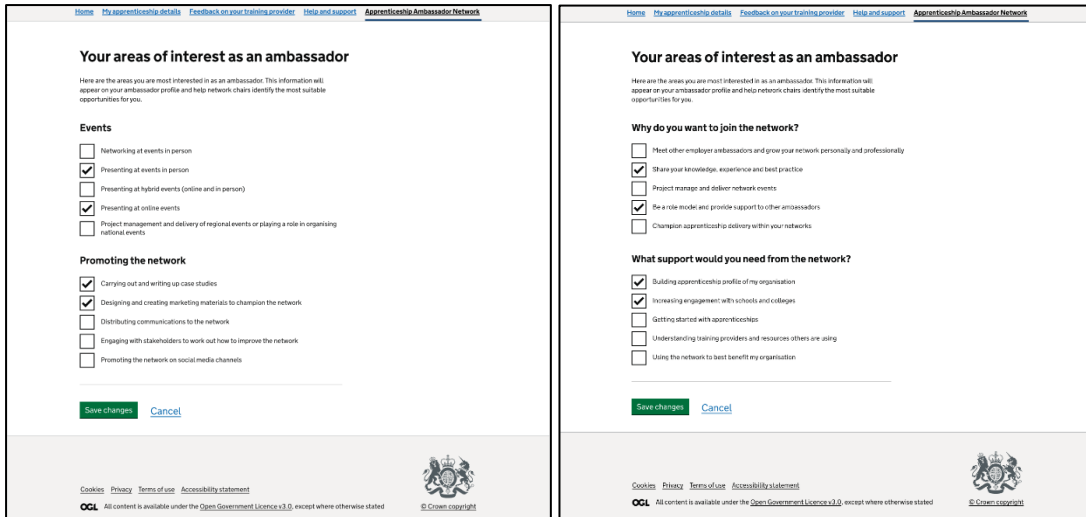 Home My apprenticeship details Feedback on your training provider Help and support Apprenticeship Ambassador Network
Your areas of interest as an ambassador
Here are the areas you are most interested in as an ambassador. This information will
appear on your ambassador profile and help network chairs identify the most suitable
opportunities for you.
Events
Networking at events in person
Presenting at events in person
Presenting at hybrid events (online and in person)
Presenting at online events
Project management and delivery of regional events or playing a role in organising
national events
Promoting the network
Carrying out and writing up case studies
Designing and creating marketing materials to champion the network
Distributing communications to the network
Engaging with stakeholders to work out how to improve the network
Promoting the network on social media channels
Save changes Cancel
Cookies Privacy Terms of use Accessibility statement
OGL All content is available under the Open Government Licence v3.0, except where otherwise stated
© Crown copyright
Home My apprenticeship details Feedback on your training provider Help and support Apprenticeship Ambassador Network
Your areas of interest as an ambassador
Here are the areas you are most interested in as an ambassador. This information will
appear on your ambassador profile and help network chairs identify the most suitable
opportunities for you.
Why do you want to join the network?
Meet other employer ambassadors and grow your network personally and professionally
Share your knowledge, experience and best practice
Project manage and deliver network events
Be a role model and provide support to other ambassadors
Champion apprenticeship delivery within your networks
What support would you need from the network?
Building apprenticeship profile of my organisation
Increasing engagement with schools and colleges
Getting started with apprenticeships
Understanding training providers and resources others are using
Using the network to best benefit my organisation
Save changes Cancel
Cookies Privacy Terms of use Accessibility statement
OGL All content is available under the Open Government Licence v3.0, except where otherwise stated
© Crown copyright